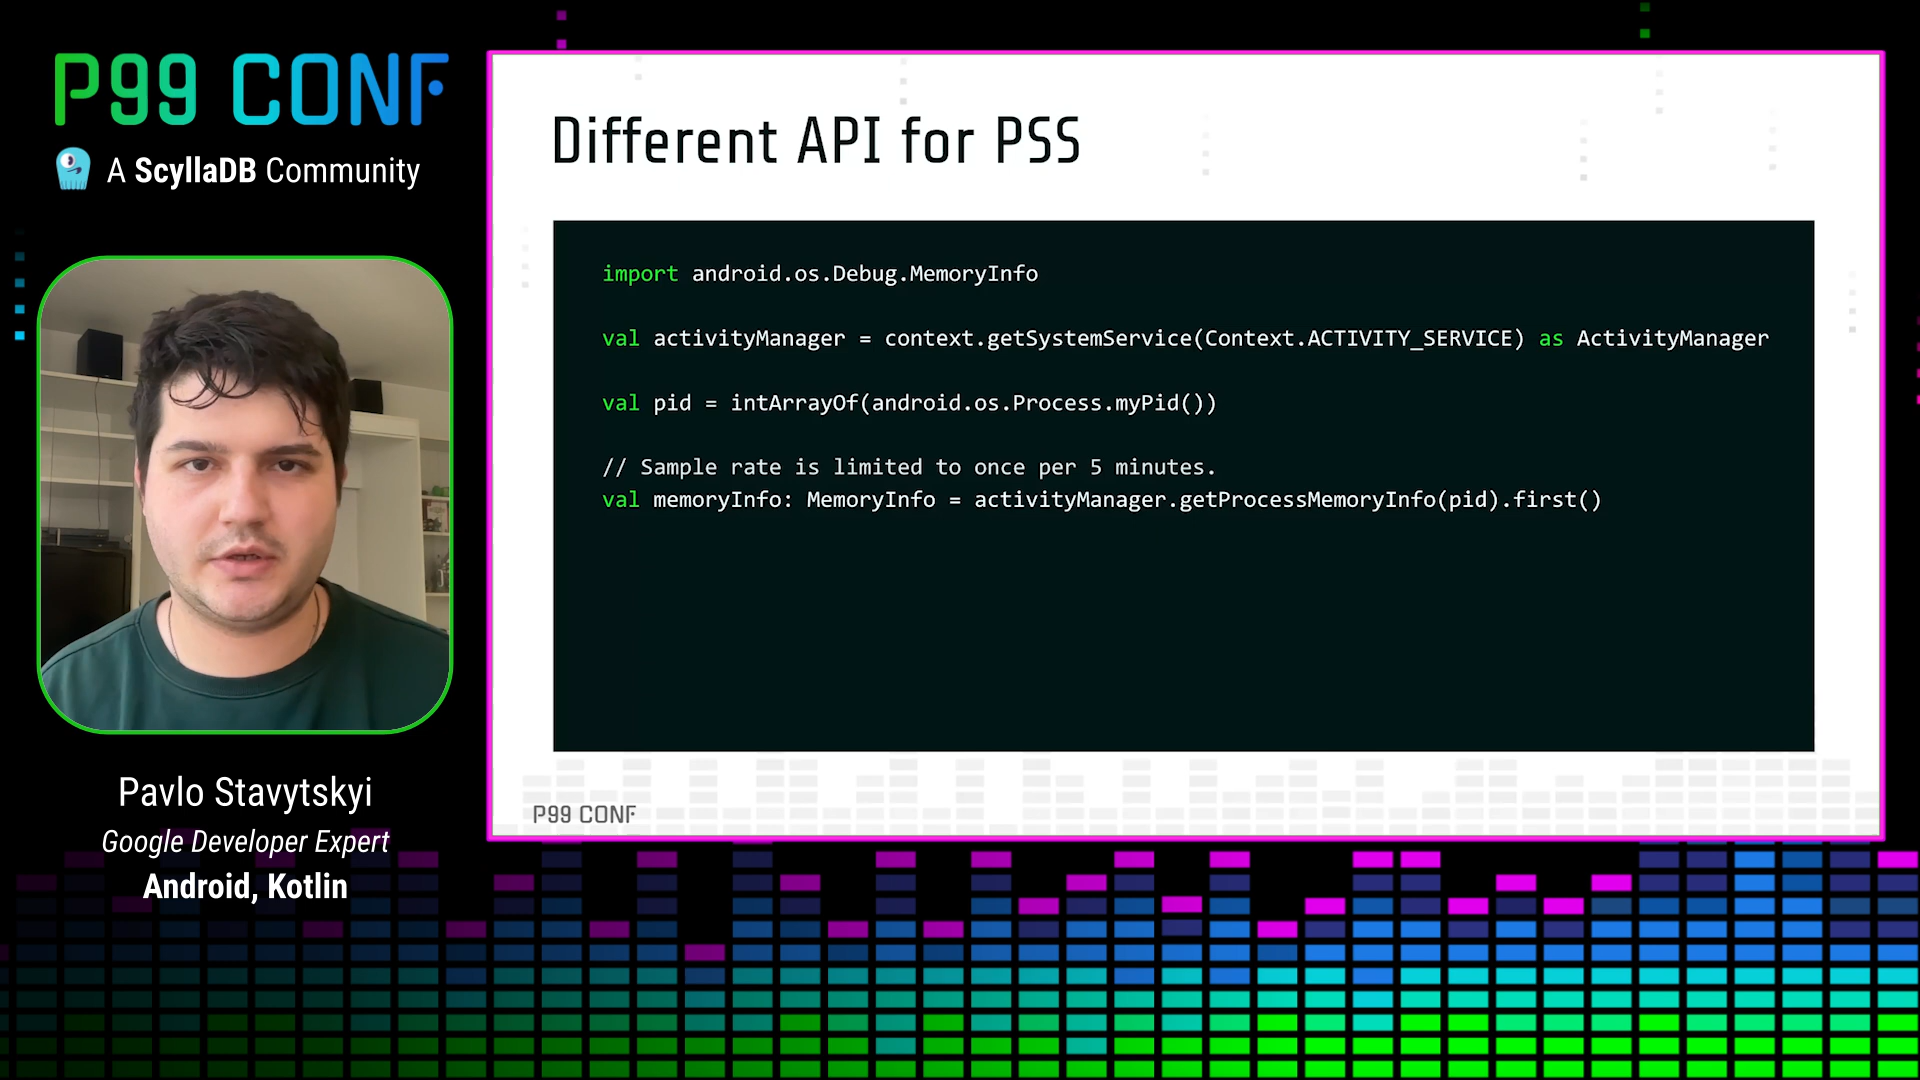 P99 CONF
A ScyllaDB Community
Pavlo Stavytskyi
Google Developer Expert
Android, Kotlin
Different API for PSS
import android.os.Debug.MemoryInfo
val activityManager = context.getSystemService(Context.ACTIVITY_SERVICE) as ActivityManager
val pid = intArrayOf(android.os.Process.myPid())
// Sample rate is limited to once per 5 minutes.
val memoryInfo: MemoryInfo = activityManager.getProcessMemoryInfo(pid).first()
P99 CONF